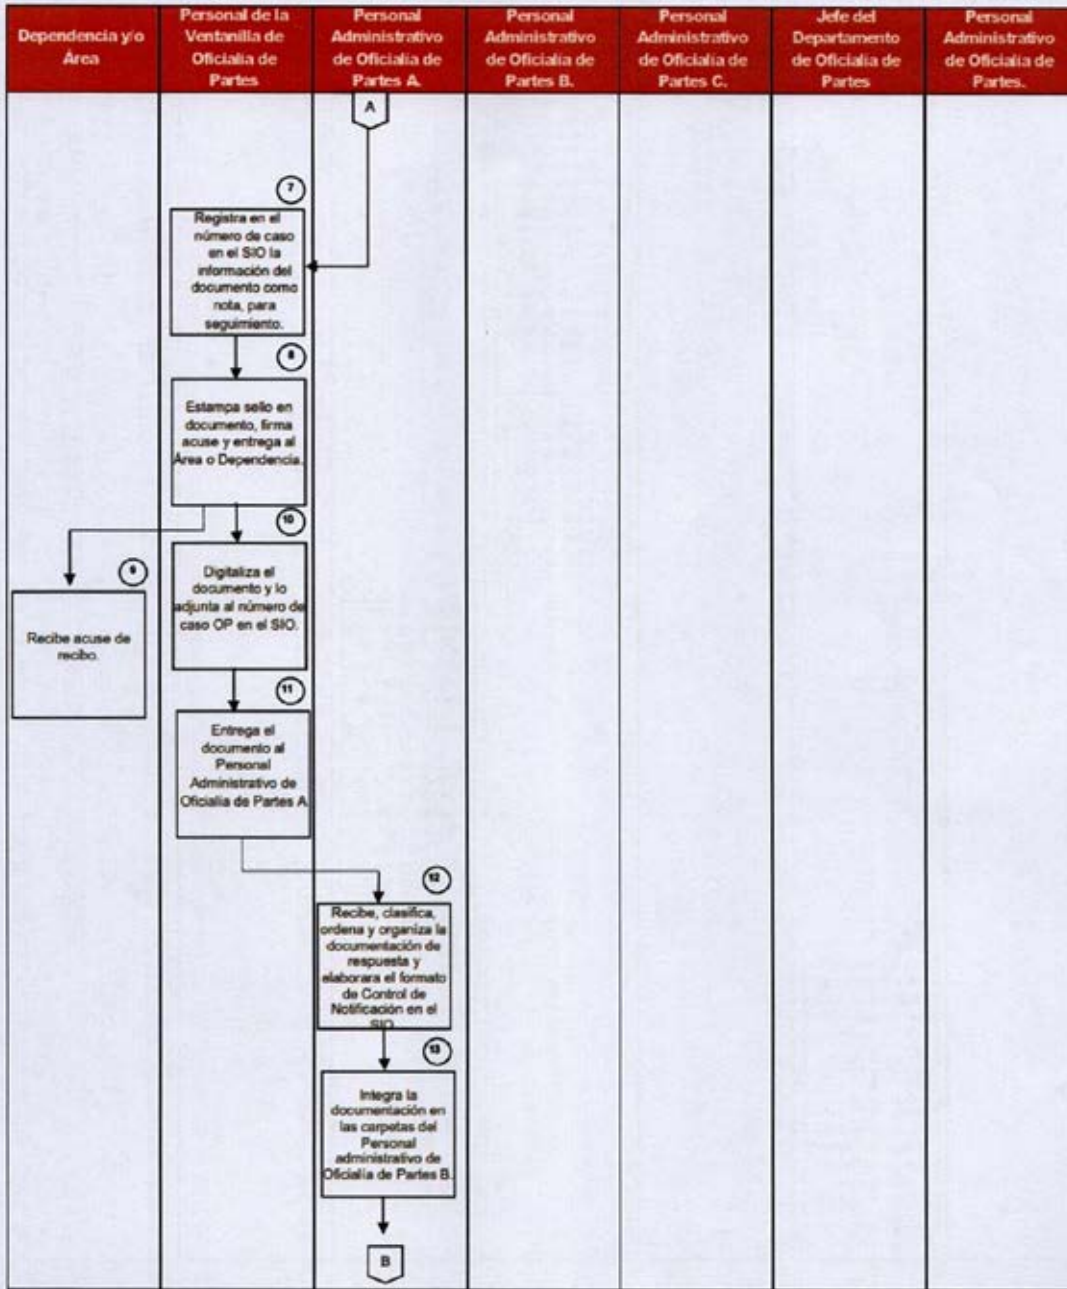 Dependencia y/o
Área
Personal de la
Ventanilla de
Oficialía de
Partes
Personal
Administrativo
de Oficialía de
Partes A.
Personal
Administrativo
de Oficialía de
Partes B.
Personal
Administrativo
de Oficialía de
Partes C.
Jefe del
Departamento
de Oficialía de
Partes
Personal
Administrativo
de Oficialía de
Partes.
A
7
Registra en el
número de caso
en el SIO la
información del
documento como
nota, para
seguimiento.
8
Estampa sello en
documento, firma
acuse y entrega al
Área o Dependencia.
10
Digitaliza el
documento y lo
adjunta al número de
caso OP en el SIO.
9
Recibe acuse de
recibo.
11
Entrega el
documento al
Personal
Administrativo de
Oficialía de Partes A
12
Recibe, clasifica,
ordena y organiza la
documentación de
respuesta y
elaborara el formato
de Control de
Notificación en el
SIO
13
Integra la
documentación en
las carpetas del
Personal
administrativo de
Oficialía de Partes B.
B